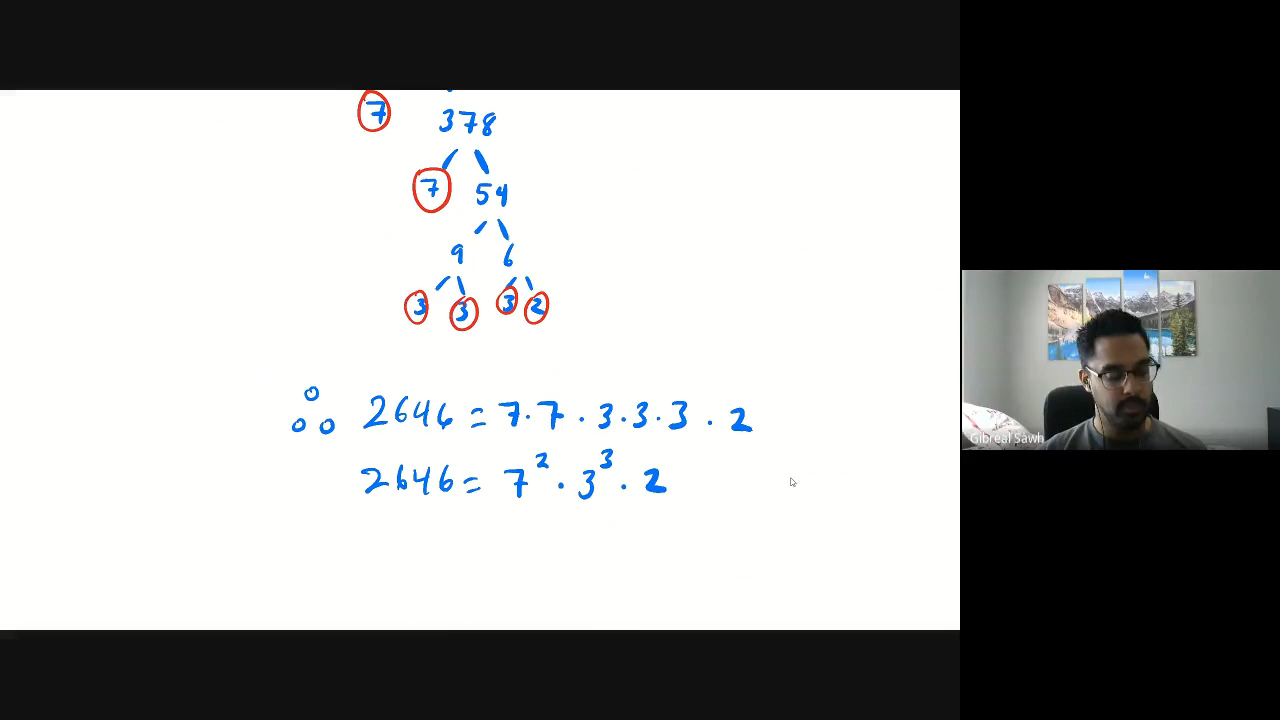 7 378
7 54
9 6
3 3 3 2
∴ 2646 = 7·7·3·3·3·2
2646 = 7²·3³·2
Gibreal Sawh